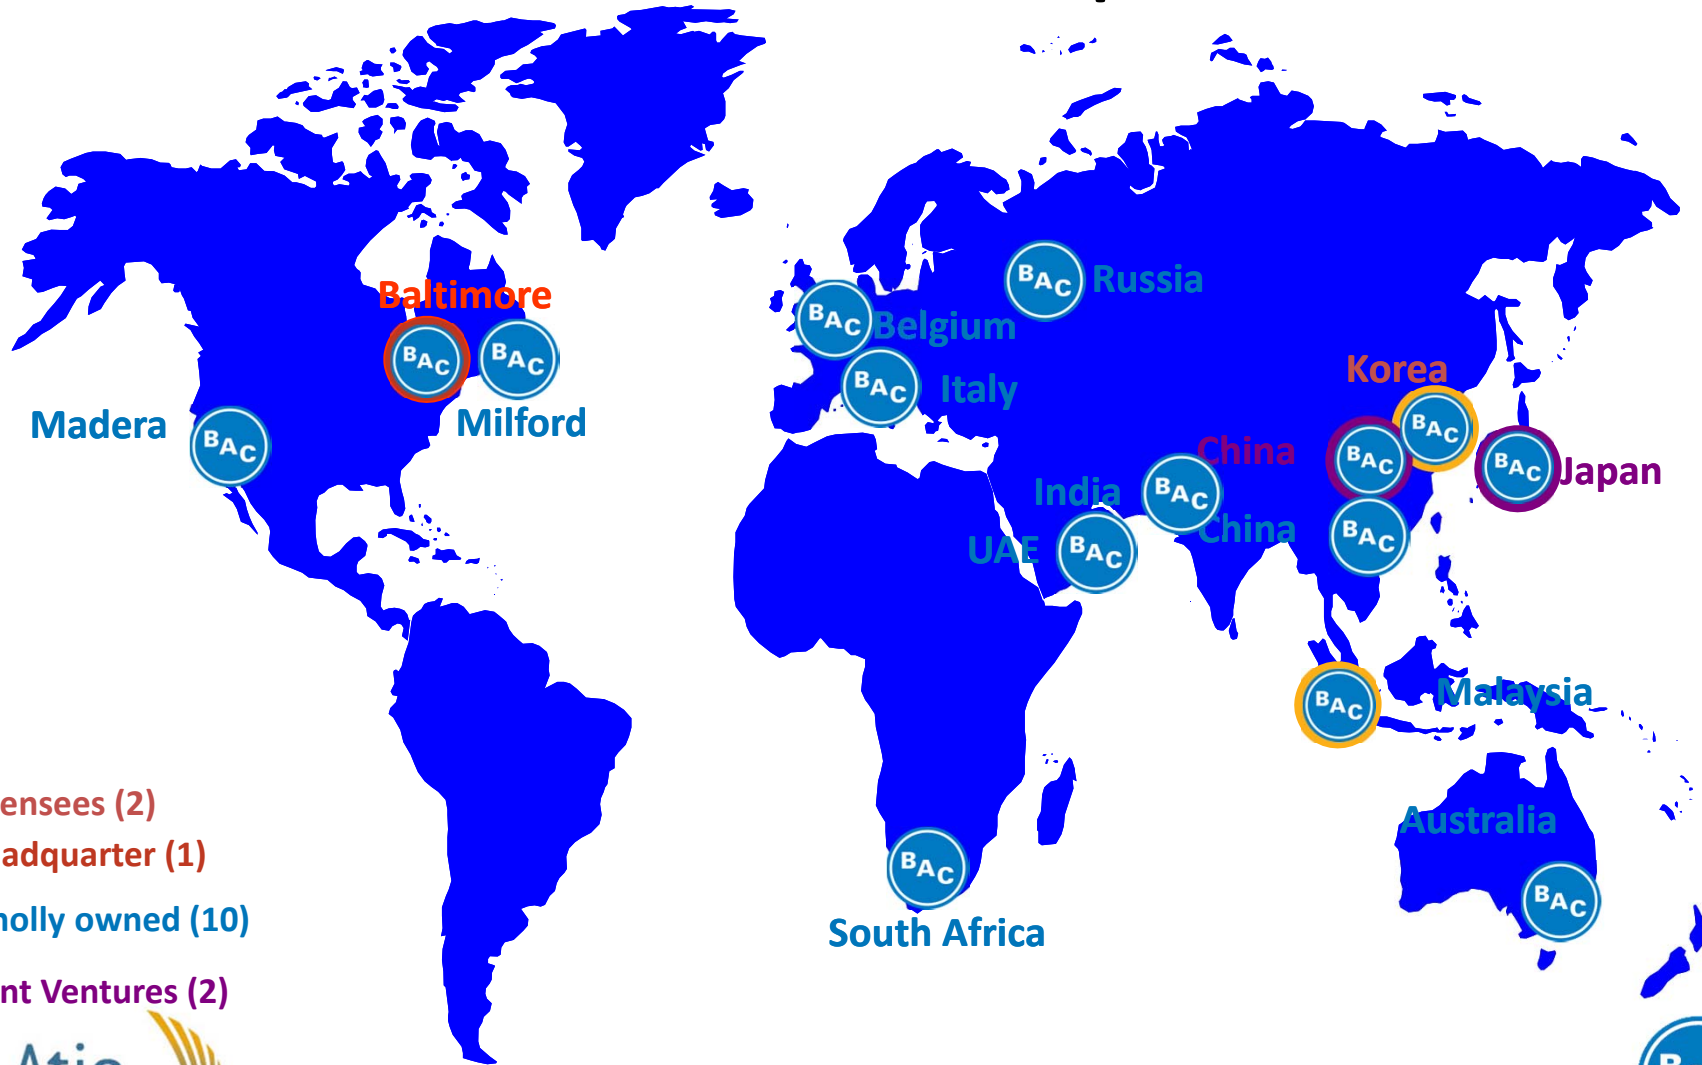 Baltimore
BAC
BAC
Madera
BAC
Milford
BAC
Russia
BAC
Belgium
BAC
Italy
Korea
BAC
China
BAC
BAC
Japan
India
BAC
China
BAC
UAE
BAC
BAC
Malaysia
Australia
BAC
BAC
South Africa
ensees (2)
adquarter (1)
holly owned (10)
nt Ventures (2)
Atic
B